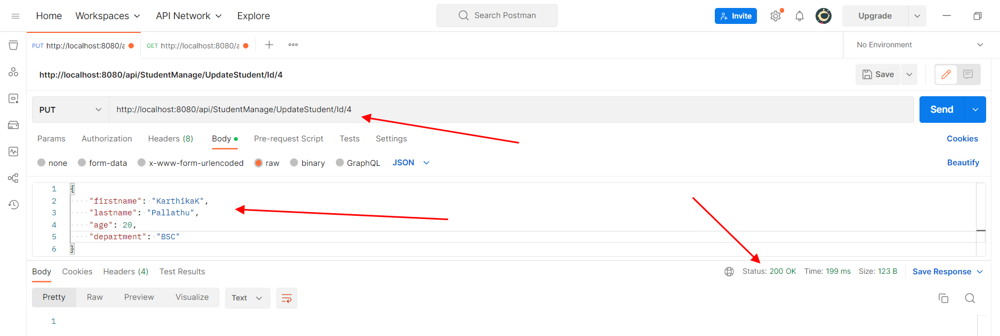 Home Workspaces API Network Explore Search Postman Invite Upgrade
PUT http://localhost:8080/a GET http://localhost:8080/a No Environment
http://localhost:8080/api/StudentManage/UpdateStudent/Id/4 Save
PUT http://localhost:8080/api/StudentManage/UpdateStudent/Id/4 Send
Params Authorization Headers (8) Body Pre-request Script Tests Settings Cookies
none form-data x-www-form-urlencoded raw binary GraphQL JSON Beautify
1 {
2 "firstname": "KarthikaK",
3 "lastname": "Pallathu",
4 "age": 20,
5 "department": "BSC"
6 }
Body Cookies Headers (4) Test Results Status: 200 OK Time: 199 ms Size: 123 B Save Response
Pretty Raw Preview Visualize Text
1